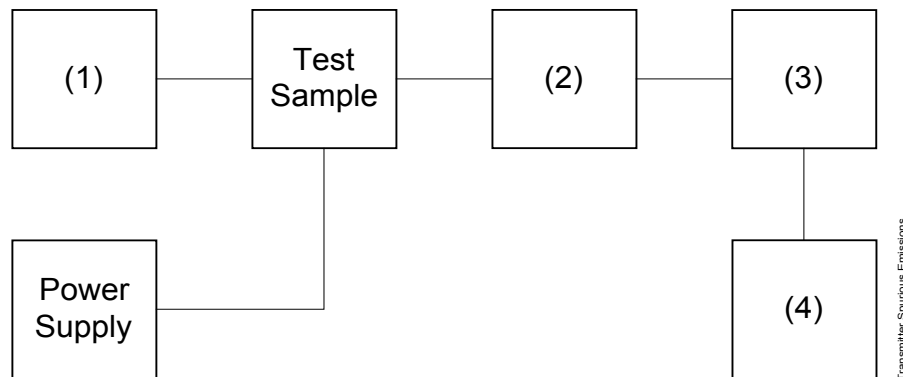 (1)
Test
Sample
(2)
(3)
Power
Supply
(4)
Transmitter Spurious Emissions